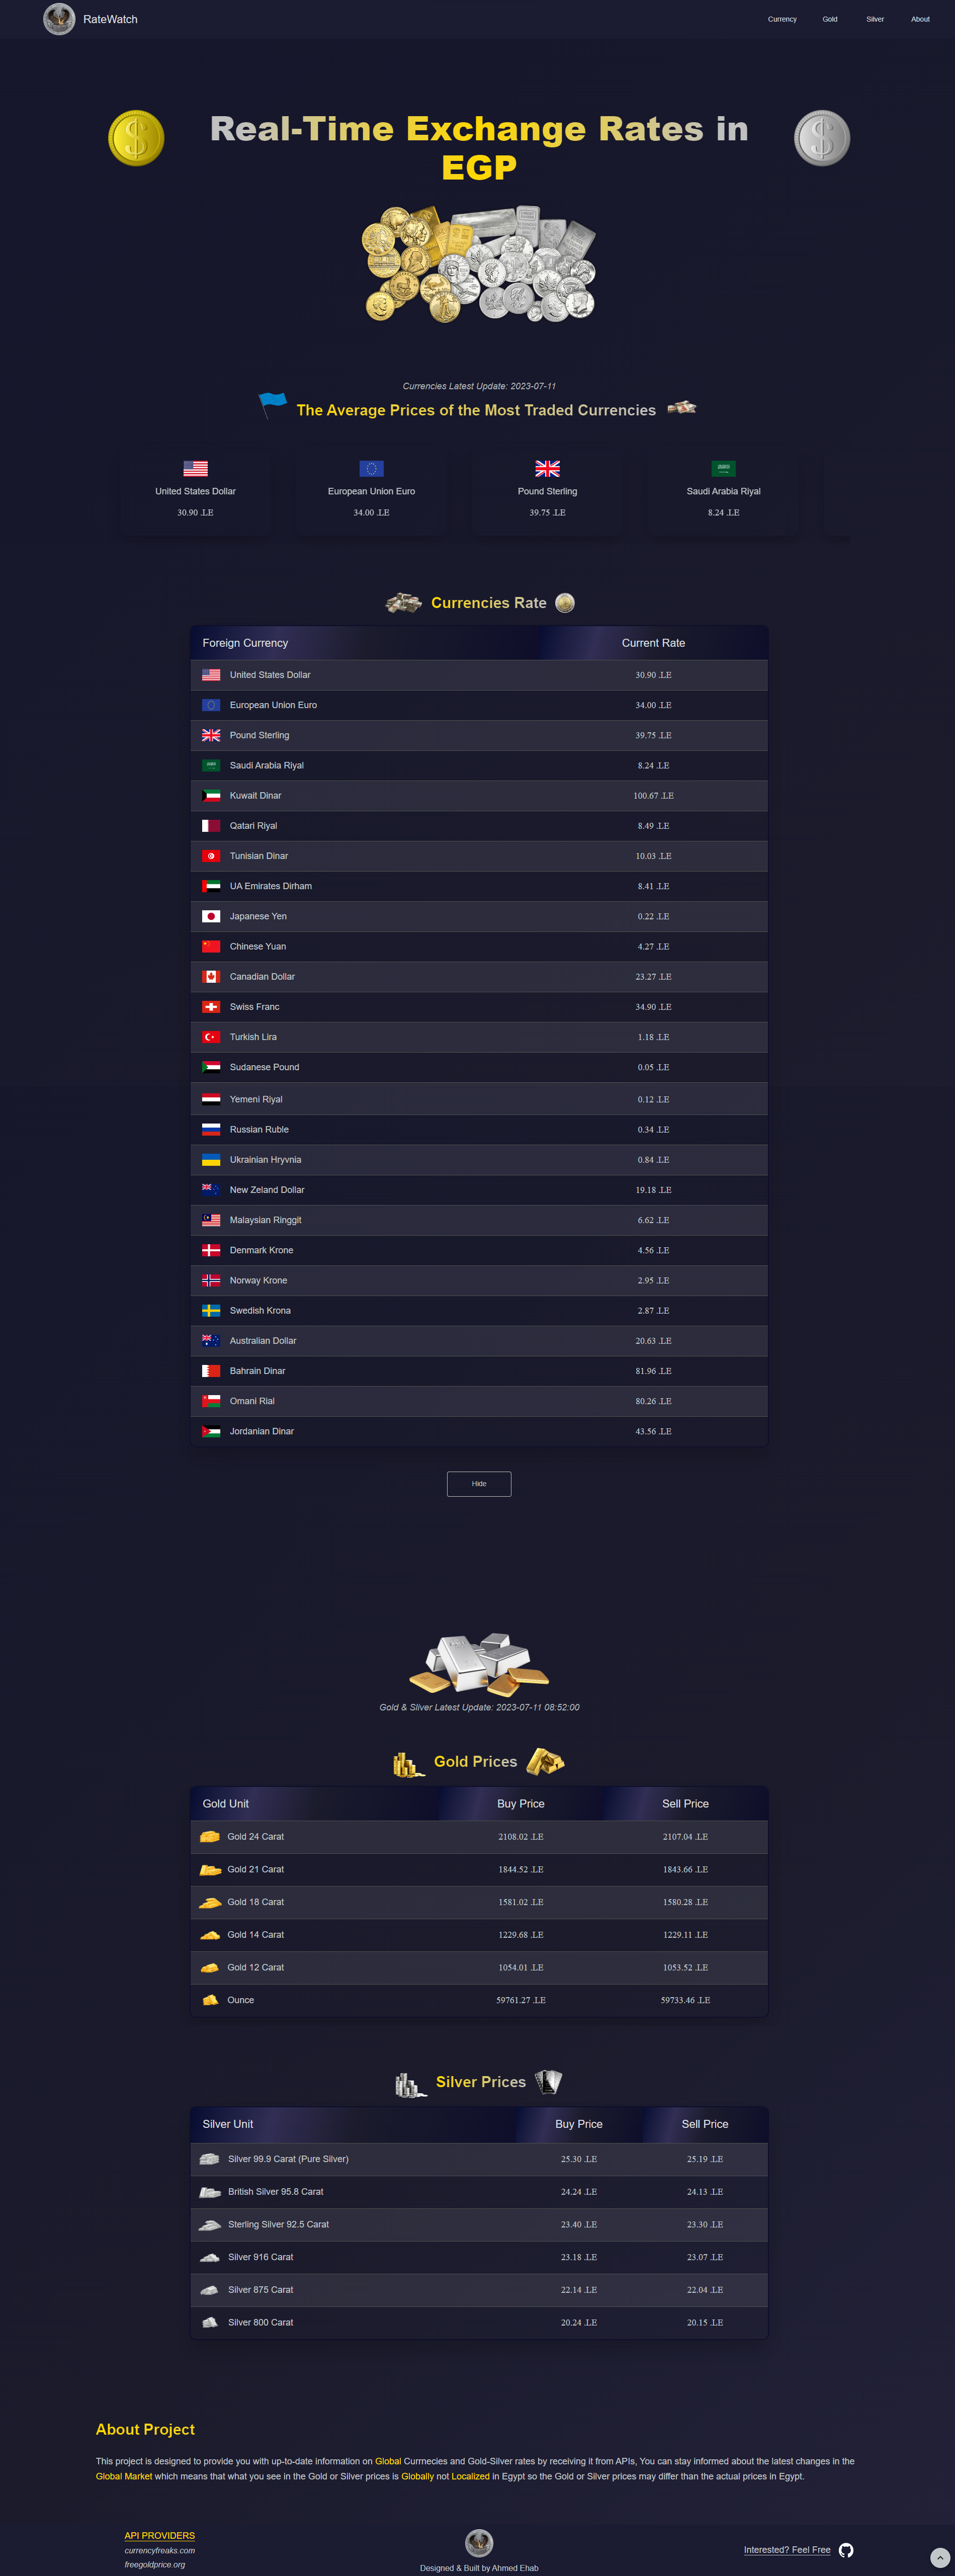 RateWatch
Currency Gold Silver About
Real-Time Exchange Rates in
EGP
Currencies Latest Update: 2023-07-11
The Average Prices of the Most Traded Currencies
United States Dollar European Union Euro Pound Sterling Saudi Arabia Riyal
30.90 .LE 34.00 .LE 39.75 .LE 8.24 .LE
Currencies Rate
Foreign Currency Current Rate
United States Dollar 30.90 .LE
European Union Euro 34.00 .LE
Pound Sterling 39.75 .LE
Saudi Arabia Riyal 8.24 .LE
Kuwait Dinar 100.67 .LE
Qatari Riyal 8.49 .LE
Tunisian Dinar 10.03 .LE
UA Emirates Dirham 8.41 .LE
Japanese Yen 0.22 .LE
Chinese Yuan 4.27 .LE
Canadian Dollar 23.27 .LE
Swiss Franc 34.90 .LE
Turkish Lira 1.18 .LE
Sudanese Pound 0.05 .LE
Yemeni Riyal 0.12 .LE
Russian Ruble 0.34 .LE
Ukrainian Hryvnia 0.84 .LE
New Zeland Dollar 19.18 .LE
Malaysian Ringgit 6.62 .LE
Denmark Krone 4.56 .LE
Norway Krone 2.95 .LE
Swedish Krona 2.87 .LE
Australian Dollar 20.63 .LE
Bahrain Dinar 81.96 .LE
Omani Rial 80.26 .LE
Jordanian Dinar 43.56 .LE
Hide
Gold & Sliver Latest Update: 2023-07-11 08:52:00
Gold Prices
Gold Unit Buy Price Sell Price
Gold 24 Carat 2108.02 .LE 2107.04 .LE
Gold 21 Carat 1844.52 .LE 1843.66 .LE
Gold 18 Carat 1581.02 .LE 1580.28 .LE
Gold 14 Carat 1229.68 .LE 1229.11 .LE
Gold 12 Carat 1054.01 .LE 1053.52 .LE
Ounce 59761.27 .LE 59733.46 .LE
Silver Prices
Silver Unit Buy Price Sell Price
Silver 99.9 Carat (Pure Silver) 25.30 .LE 25.19 .LE
British Silver 95.8 Carat 24.24 .LE 24.13 .LE
Sterling Silver 92.5 Carat 23.40 .LE 23.30 .LE
Silver 916 Carat 23.18 .LE 23.07 .LE
Silver 875 Carat 22.14 .LE 22.04 .LE
Silver 800 Carat 20.24 .LE 20.15 .LE
About Project
This project is designed to provide you with up-to-date information on Global Currnecies and Gold-Silver rates by receiving it from APIs, You can stay informed about the latest changes in the
Global Market which means that what you see in the Gold or Silver prices is Globally not Localized in Egypt so the Gold or Silver prices may differ than the actual prices in Egypt.
API PROVIDERS
currencyfreaks.com
freegoldprice.org
Designed & Built by Ahmed Ehab
Interested? Feel Free